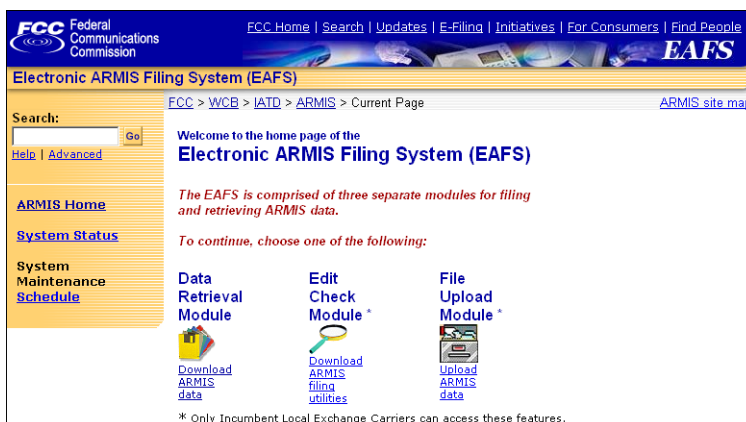 FCC Federal
Communications
Commission
FCC Home | Search | Updates | E-Filing | Initiatives | For Consumers | Find People
EAFS
Electronic ARMIS Filing System (EAFS)
FCC > WCB > IATD > ARMIS > Current Page
ARMIS site map
Search:
Go
Help | Advanced
ARMIS Home
System Status
System
Maintenance
Schedule
Welcome to the home page of the
Electronic ARMIS Filing System (EAFS)
The EAFS is comprised of three separate modules for filing
and retrieving ARMIS data.
To continue, choose one of the following:
Data
Retrieval
Module
Download
ARMIS
data
Edit
Check
Module *
Download
ARMIS
filing
utilities
File
Upload
Module *
Upload
ARMIS
data
* Only Incumbent Local Exchange Carriers can access these features.